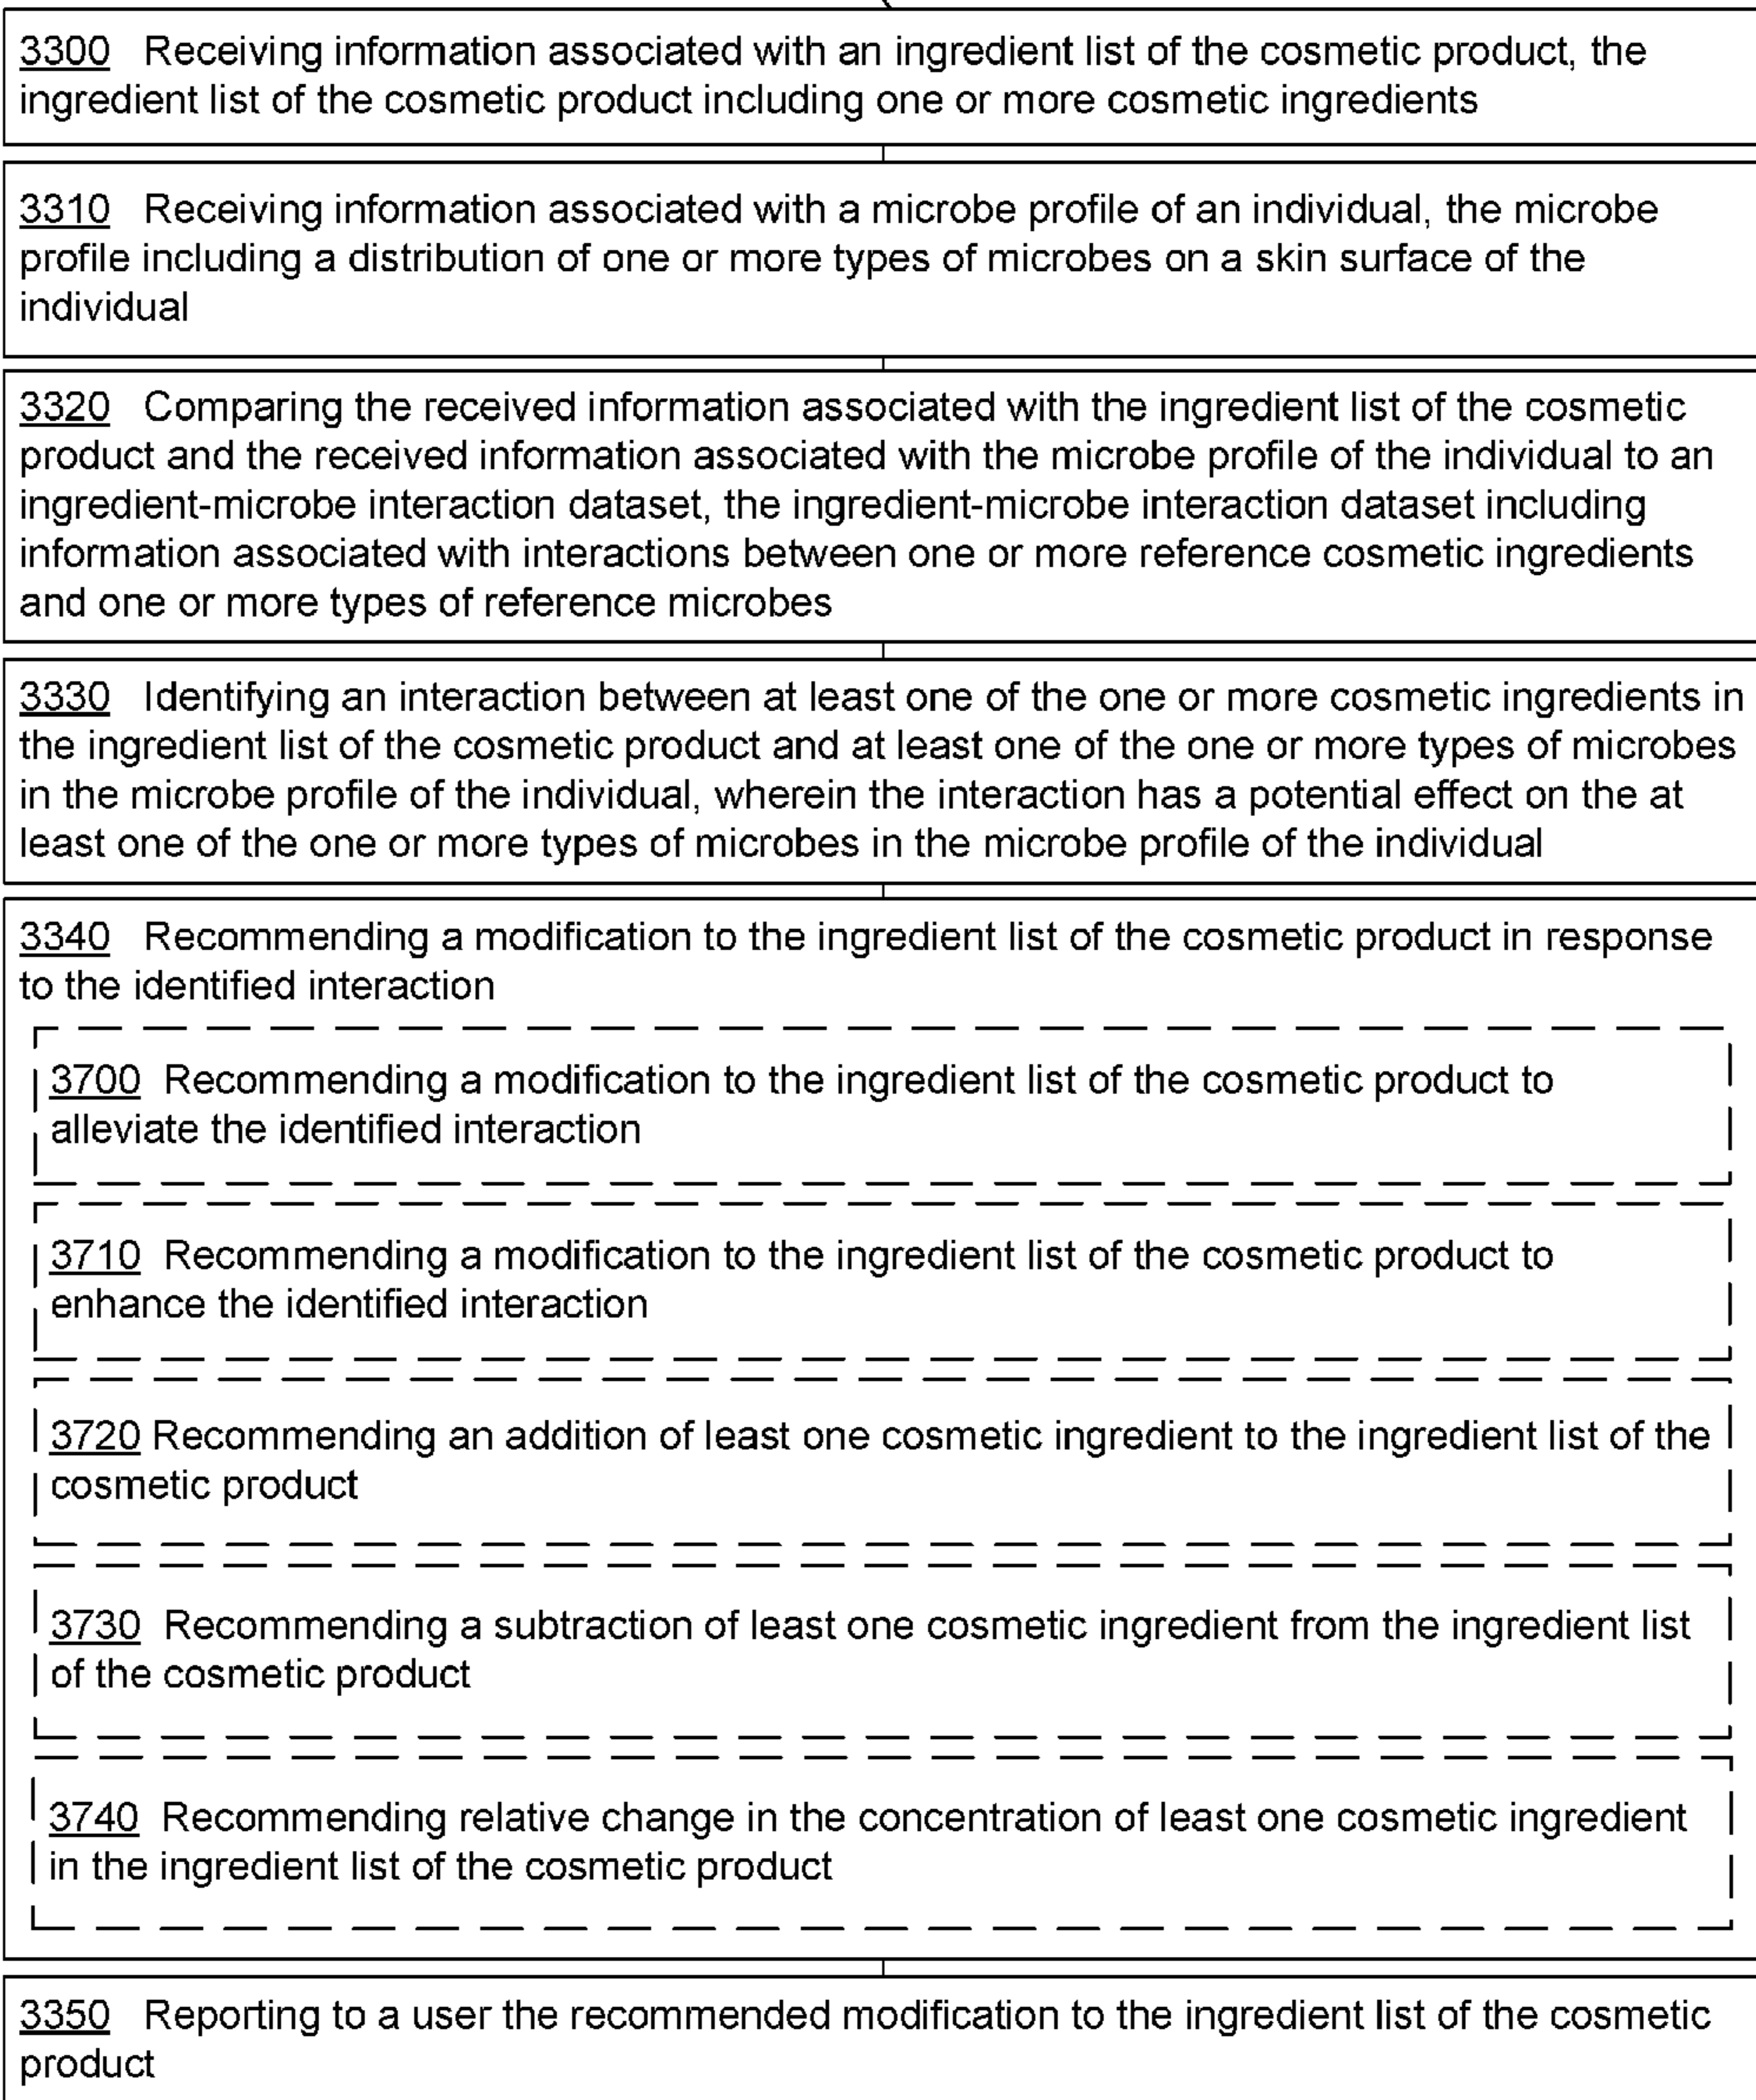 3300 Receiving information associated with an ingredient list of the cosmetic product, the
ingredient list of the cosmetic product including one or more cosmetic ingredients
3310 Receiving information associated with a microbe profile of an individual, the microbe
profile including a distribution of one or more types of microbes on a skin surface of the
individual
3320 Comparing the received information associated with the ingredient list of the cosmetic
product and the received information associated with the microbe profile of the individual to an
ingredient-microbe interaction dataset, the ingredient-microbe interaction dataset including
information associated with interactions between one or more reference cosmetic ingredients
and one or more types of reference microbes
3330 Identifying an interaction between at least one of the one or more cosmetic ingredients in
the ingredient list of the cosmetic product and at least one of the one or more types of microbes
in the microbe profile of the individual, wherein the interaction has a potential effect on the at
least one of the one or more types of microbes in the microbe profile of the individual
3340 Recommending a modification to the ingredient list of the cosmetic product in response
to the identified interaction
3700 Recommending a modification to the ingredient list of the cosmetic product to
alleviate the identified interaction
3710 Recommending a modification to the ingredient list of the cosmetic product to
enhance the identified interaction
3720 Recommending an addition of least one cosmetic ingredient to the ingredient list of the
cosmetic product
3730 Recommending a subtraction of least one cosmetic ingredient from the ingredient list
of the cosmetic product
3740 Recommending relative change in the concentration of least one cosmetic ingredient
in the ingredient list of the cosmetic product
3350 Reporting to a user the recommended modification to the ingredient list of the cosmetic
product